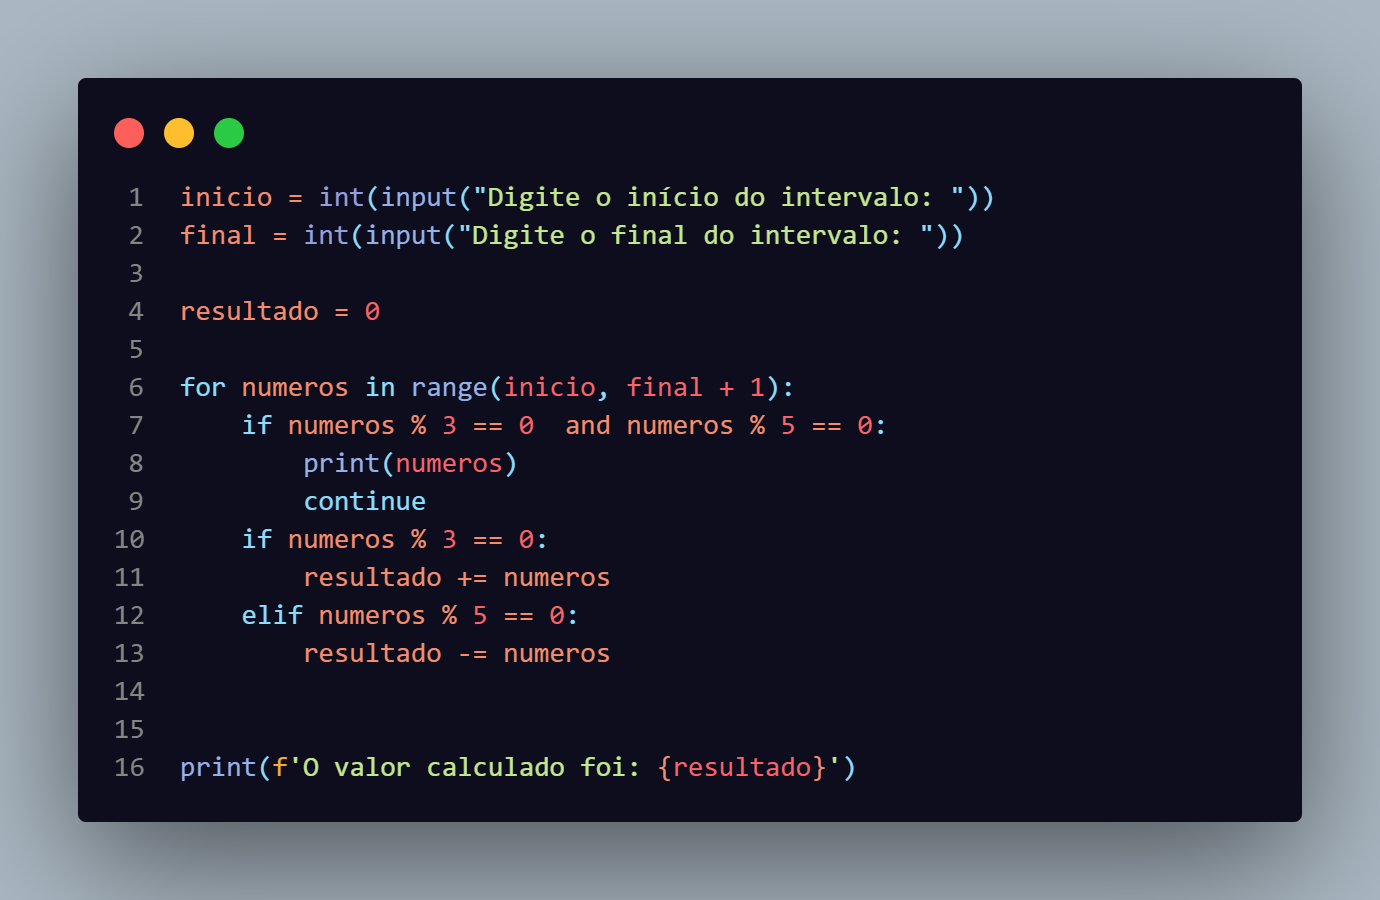 1 inicio = int(input("Digite o início do intervalo: "))
2 final = int(input("Digite o final do intervalo: "))
3
4 resultado = 0
5
6 for numeros in range(inicio, final + 1):
7     if numeros % 3 == 0  and numeros % 5 == 0:
8         print(numeros)
9         continue
10     if numeros % 3 == 0:
11         resultado += numeros
12     elif numeros % 5 == 0:
13         resultado -= numeros
14
15
16 print(f'O valor calculado foi: {resultado}')